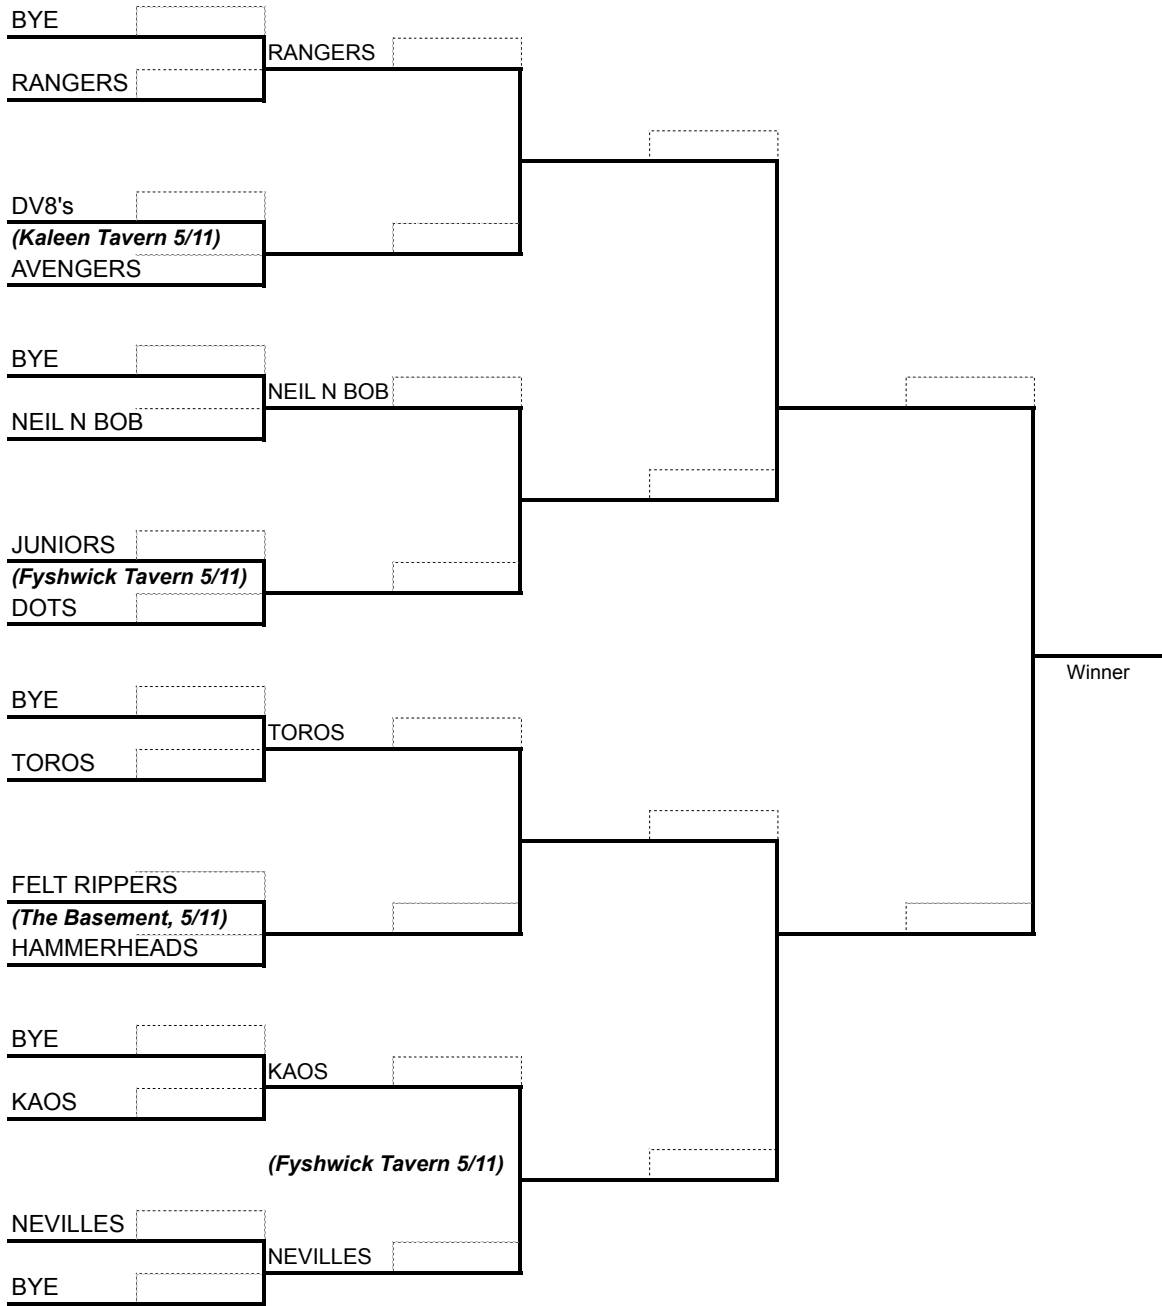 BYE
RANGERS
RANGERS
DV8's
(Kaleen Tavern 5/11)
AVENGERS
BYE
NEIL N BOB
NEIL N BOB
JUNIORS
(Fyshwick Tavern 5/11)
DOTS
Winner
BYE
TOROS
TOROS
FELT RIPPERS
(The Basement, 5/11)
HAMMERHEADS
BYE
KAOS
KAOS
(Fyshwick Tavern 5/11)
NEVILLES
NEVILLES
BYE